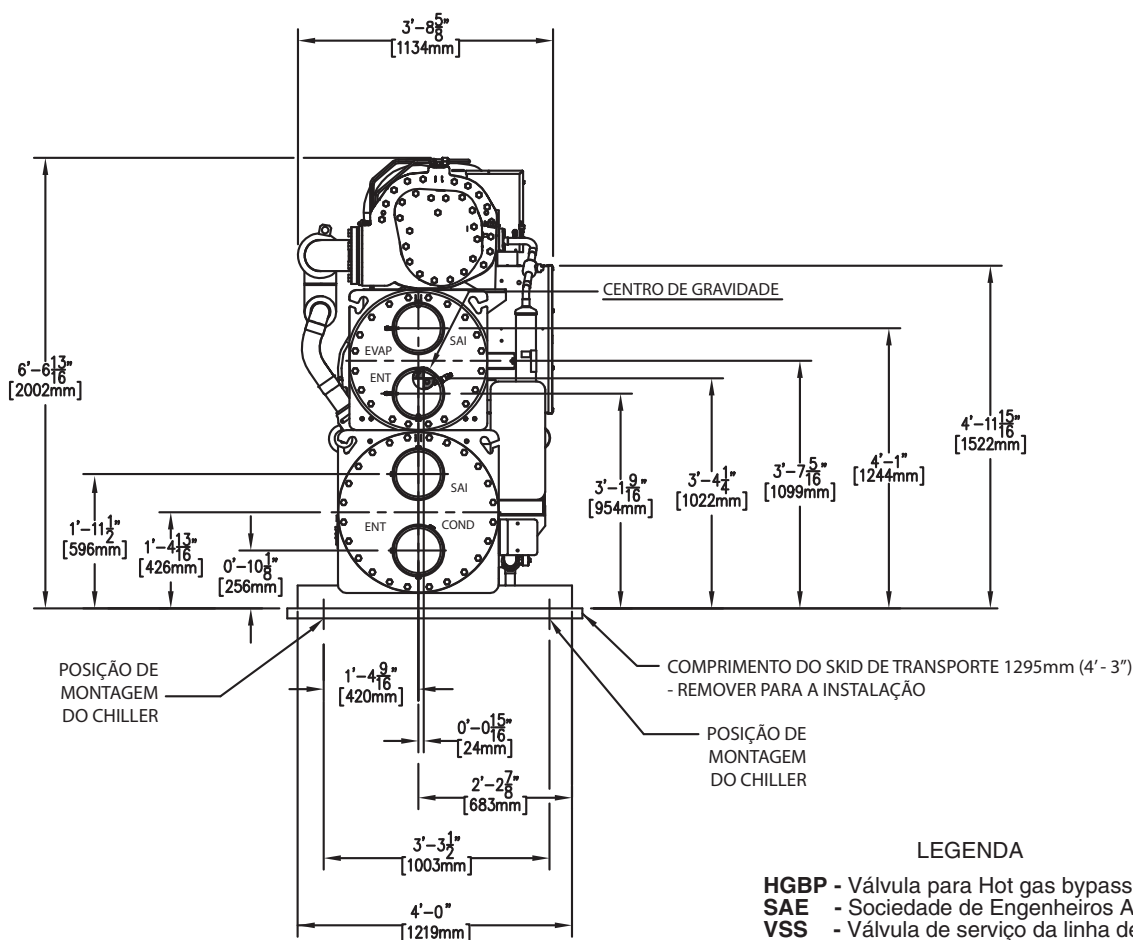 3'-8 5/8"
[1134mm]
CENTRO DE GRAVIDADE
EVAP
SAI
ENT
6'-6 13/16"
[2002mm]
4'-11 15/16"
[1522mm]
4'-1"
[1244mm]
3'-7 5/16"
[1099mm]
3'-4 1/4"
[1022mm]
3'-1 9/16"
[954mm]
SAI
ENT
COND
1'-11 1/2"
[596mm]
1'-4 13/16"
[426mm]
0'-10 1/8"
[256mm]
POSIÇÃO DE
MONTAGEM
DO CHILLER
1'-4 9/16"
[420mm]
COMPRIMENTO DO SKID DE TRANSPORTE 1295mm (4' - 3")
- REMOVER PARA A INSTALAÇÃO
0'-0 15/16"
[24mm]
POSIÇÃO DE
MONTAGEM
DO CHILLER
2'-2 7/8"
[683mm]
3'-3 1/2"
[1003mm]
4'-0"
[1219mm]
LEGENDA
HGBP - Válvula para Hot gas bypass
SAE - Sociedade de Engenheiros A
VSS - Válvula de serviço da linha de